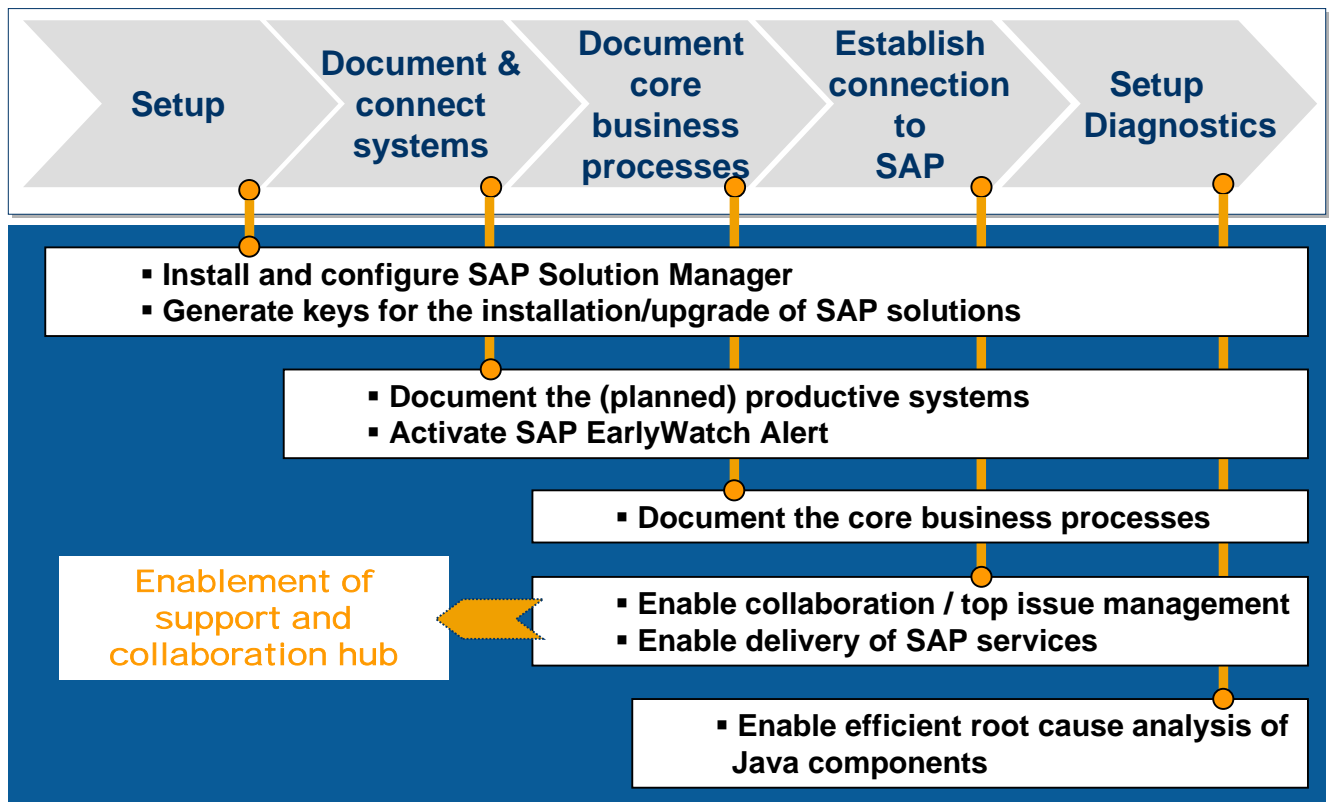 Setup
Document &
connect
systems
Document
core
business
processes
Establish
connection
to
SAP
Setup
Diagnostics
▪ Install and configure SAP Solution Manager
▪ Generate keys for the installation/upgrade of SAP solutions
▪ Document the (planned) productive systems
▪ Activate SAP EarlyWatch Alert
▪ Document the core business processes
Enablement of
support and
collaboration hub
▪ Enable collaboration / top issue management
▪ Enable delivery of SAP services
▪ Enable efficient root cause analysis of
Java components